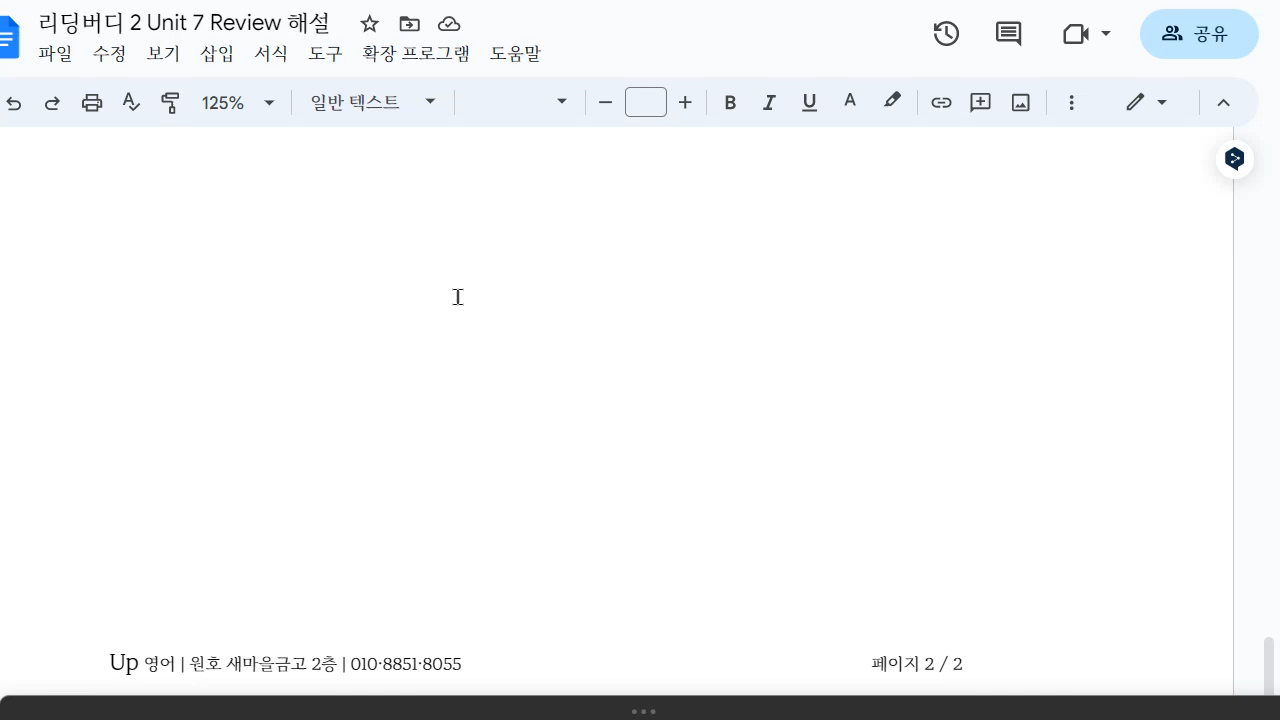 리딩버디 2 Unit 7 Review 해설
파일 수정 보기 삽입 서식 도구 확장 프로그램 도움말
공유
125% 일반 텍스트 B I U A
Up 영어 | 원호 새마을금고 2층 | 010·8851·8055
페이지 2 / 2